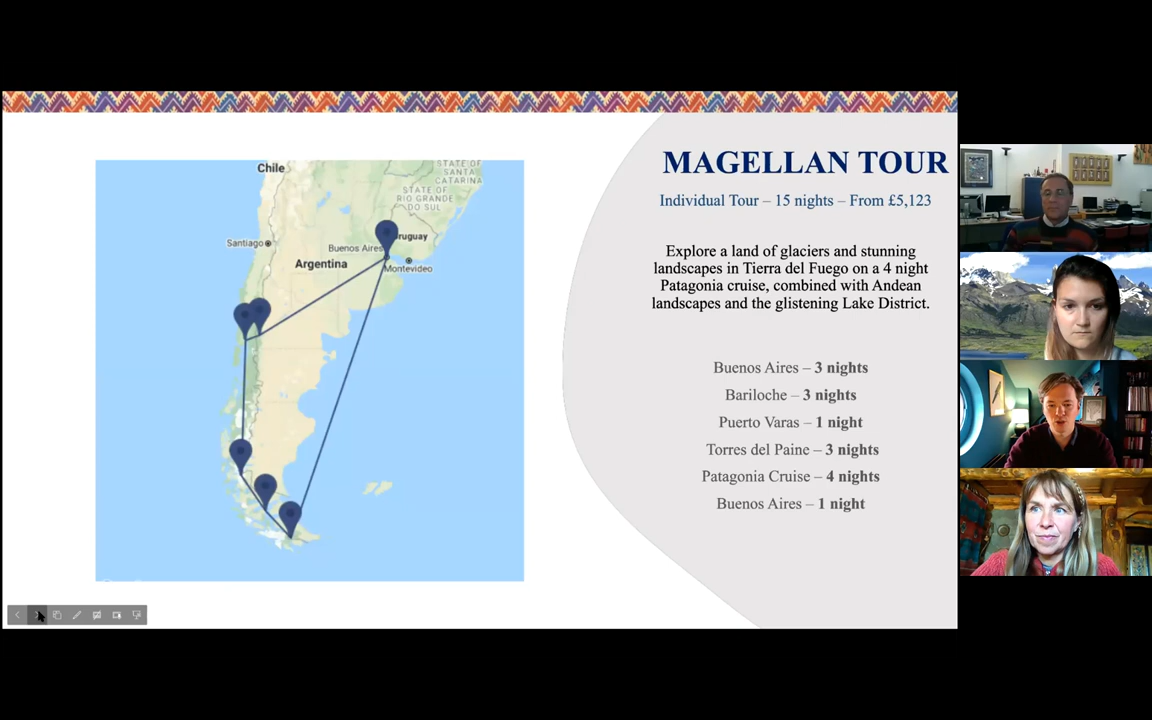 Chile
STATE OF
SANTA
CATARINA
STATE OF
RIO GRANDE
DO SUL
Santiago
Buenos Aires
Uruguay
Argentina
Montevideo
MAGELLAN TOUR
Individual Tour – 15 nights – From £5,123
Explore a land of glaciers and stunning
landscapes in Tierra del Fuego on a 4 night
Patagonia cruise, combined with Andean
landscapes and the glistening Lake District.
Buenos Aires – 3 nights
Bariloche – 3 nights
Puerto Varas – 1 night
Torres del Paine – 3 nights
Patagonia Cruise – 4 nights
Buenos Aires – 1 night